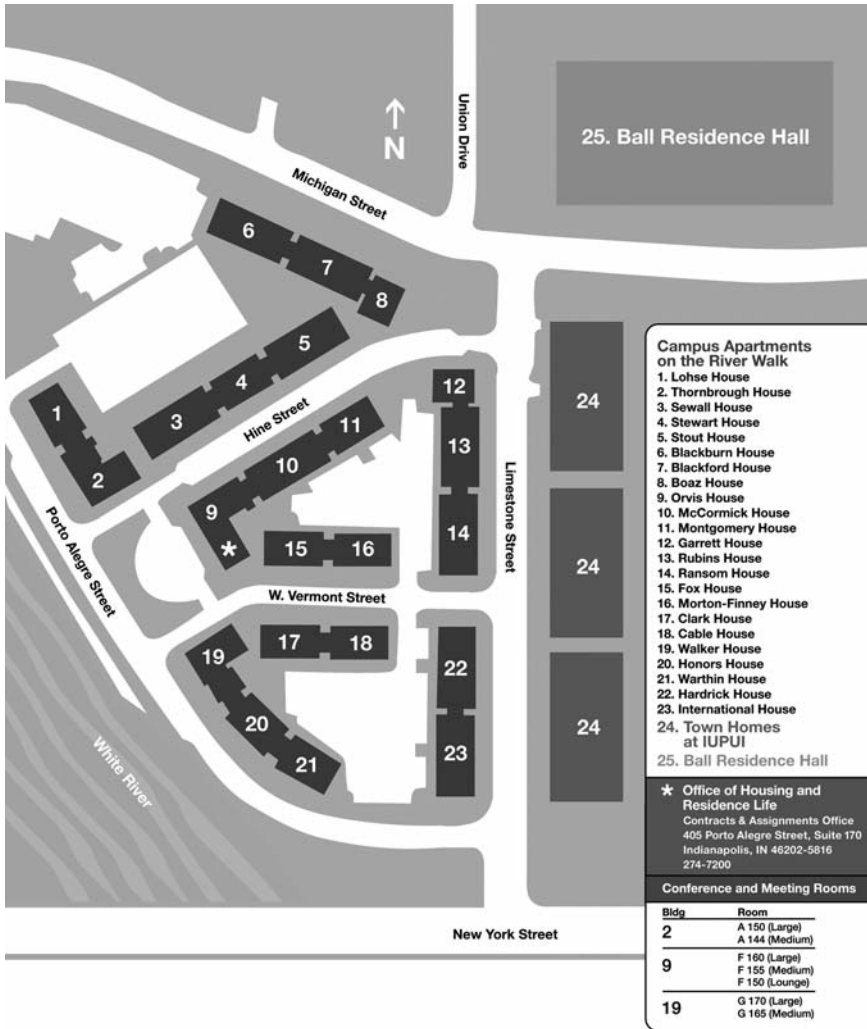 25. Ball Residence Hall
Union Drive
N
Michigan Street
6
7
8
5
4
3
1
2
Hine Street
12
11
13
10
9
*
14
15
16
Limestone Street
24
24
24
Porto Alegre Street
W. Vermont Street
17
18
19
20
21
22
23
White River
New York Street
Campus Apartments
on the River Walk
1. Lohse House
2. Thornbrough House
3. Sewall House
4. Stewart House
5. Stout House
6. Blackburn House
7. Blackford House
8. Boaz House
9. Orvis House
10. McCormick House
11. Montgomery House
12. Garrett House
13. Rubins House
14. Ransom House
15. Fox House
16. Morton-Finney House
17. Clark House
18. Cable House
19. Walker House
20. Honors House
21. Warthin House
22. Hardrick House
23. International House
24. Town Homes
at IUPUI
25. Ball Residence Hall
* Office of Housing and
Residence Life
Contracts & Assignments Office
405 Porto Alegre Street, Suite 170
Indianapolis, IN 46202-5816
274-7200
Conference and Meeting Rooms
Bldg Room
2 A 150 (Large)
A 144 (Medium)
9 F 160 (Large)
F 155 (Medium)
F 150 (Lounge)
19 G 170 (Large)
G 165 (Medium)